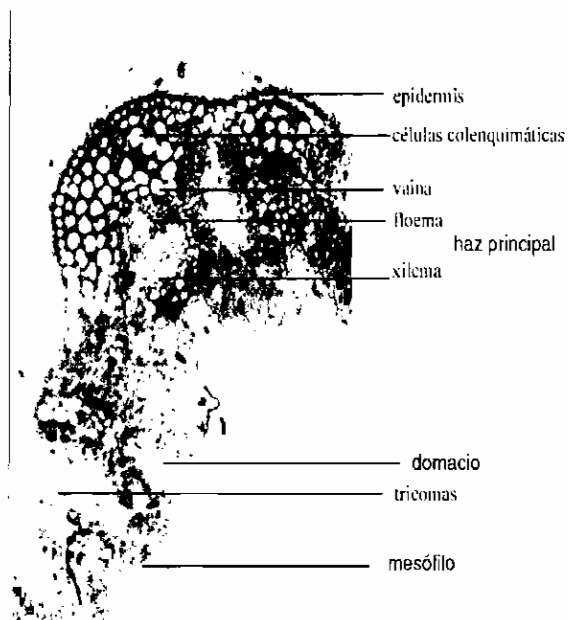 epidermis
células colenquimáticas
vaina
floema
haz principal
xilema
domacio
tricomas
mesófilo